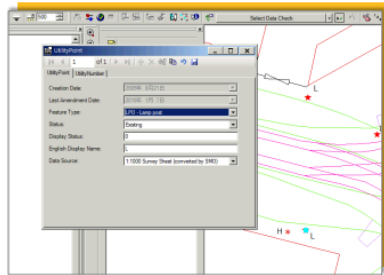 500
Select Data Check
UtilityPoint
1 of 1
UtilityPoint UtilityNumber
Creation Date:
Last Amendment Date:
Feature Type: LPO - Lamp post
Status: Existing
Display Status: 0
English Display Name: L
Data Source: 1:1000 Survey Sheet (converted by SMO)
L
L
H
L